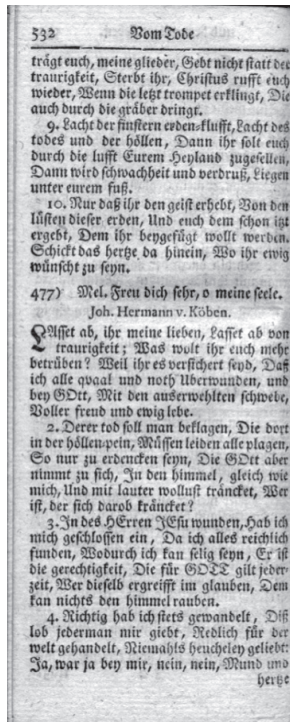 532 Vom Tode
trägt euch, meine glieder, Gebt nicht statt der
traurigkeit, Sterbt ihr, Christus rufft euch
wieder, Wenn die letzt trompet erklingt, Die
auch durch die gräber dringt.
9. Lacht der finstern erden-klufft, Lacht des
todes und der höllen, Dann ihr solt euch
durch die lufft Eurem Heyland zugesellen,
Dann wird schwachheit und verdruß, Liegen
unter eurem fuß.
10. Nur daß ihr den geist erhebt, Von den
lüsten dieser erden, Und euch dem schon itzt
ergebt, Dem ihr beygefügt wollt werden.
Schickt das hertze da hinein, Wo ihr ewig
wünscht zu seyn.
477) Mel. Freu dich sehr, o meine seele.
Joh. Hermann v. Köben.
LAsset ab, ihr meine lieben, Lasset ab von
traurigkeit; Was wolt ihr euch mehr
betrüben? Weil ihr es versichert seyd, Daß
ich alle qvaal und noth Uberwunden, und
bey GOtt, Mit den auserwehlten schwebe,
Voller freud und ewig lebe.
2. Derer tod soll man beklagen, Die dort
in der höllen-pein, Müssen leiden alle plagen,
So nur zu erdencken seyn, Die GOtt aber
nimmt zu sich, In den himmel, gleich wie
mich, Und mit lauter wollust träncket, Wer
ist, der sich darob kräncket?
3. In des HErren JEsu wunden, Hab ich
mich geschlossen ein, Da ich alles reichlich
funden, Wodurch ich kan selig seyn, Er ist
die gerechtigkeit, Die für GOTT gilt jeder-
zeit, Wer dieselb ergreifft im glauben, Dem
kan nichts den himmel rauben.
4. Richtig hab ich stets gewandelt, Diß
lob jederman mir giebt, Redlich für der
welt gehandelt, Niemahls heucheley geliebt:
Ja, war ja bey mir, nein, nein, Mund und
hertze